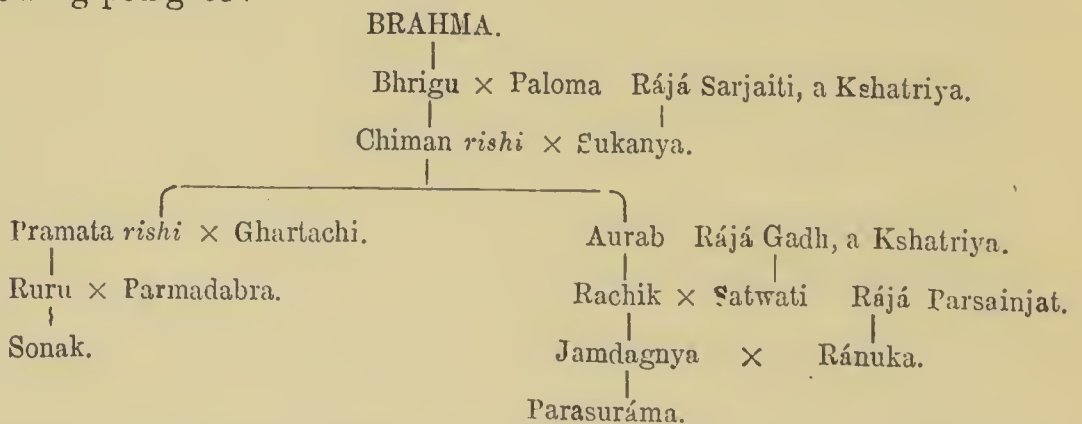 BRAHMA.
Bhrigu × Paloma Rájá Sarjaiti, a Kshatriya.
Chiman rishi × Sukanya.
Pramata rishi × Ghartachi. Aurab Rájá Gadh, a Kshatriya.
Ruru × Parmadabra. Rachik × Satwati Rájá Parsainjat.
Sonak. Jamdagnya × Ránuka.
Parasuráma.